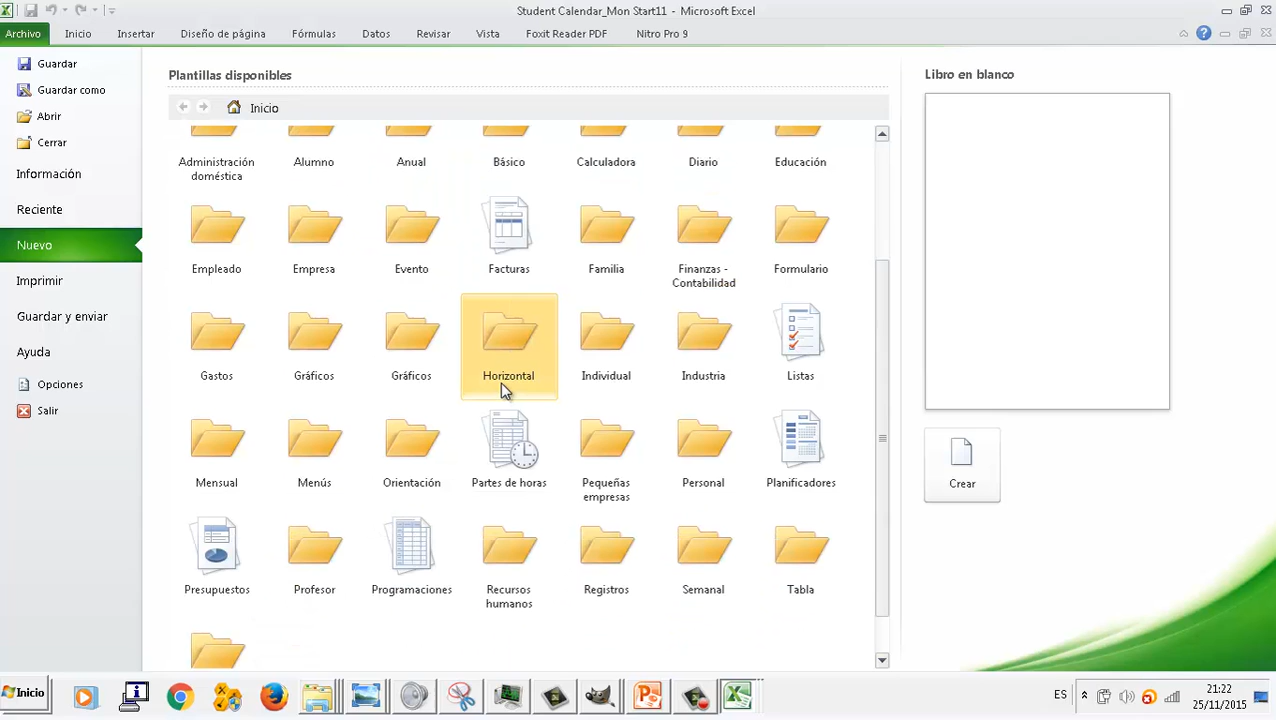 Student Calendar_Mon Start11 - Microsoft Excel
Archivo Inicio Insertar Diseño de página Fórmulas Datos Revisar Vista Foxit Reader PDF Nitro Pro 9
Guardar
Guardar como
Abrir
Cerrar
Información
Reciente
Nuevo
Imprimir
Guardar y enviar
Ayuda
Opciones
Salir
Plantillas disponibles
Inicio
Administración doméstica
Alumno
Anual
Básico
Calculadora
Diario
Educación
Empleado
Empresa
Evento
Facturas
Familia
Finanzas - Contabilidad
Formulario
Gastos
Gráficos
Gráficos
Horizontal
Individual
Industria
Listas
Mensual
Menús
Orientación
Partes de horas
Pequeñas empresas
Personal
Planificadores
Presupuestos
Profesor
Programaciones
Recursos humanos
Registros
Semanal
Tabla
Libro en blanco
Crear
Inicio
ES
21:22
25/11/2015